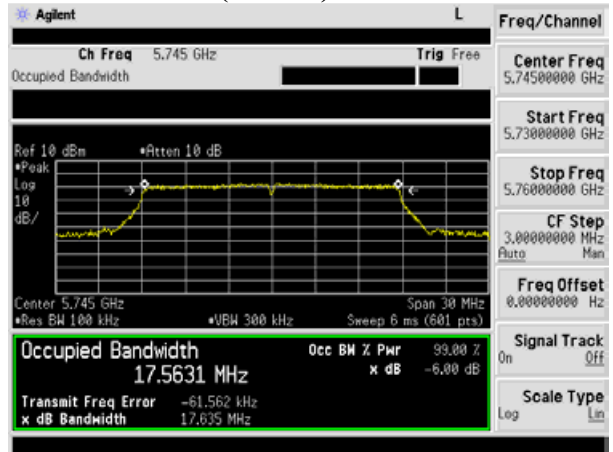 Agilent L
Freq/Channel
Ch Freq 5.745 GHz Trig Free
Occupied Bandwidth
Center Freq
5.74500000 GHz
Start Freq
5.73000000 GHz
Ref 10 dBm •Atten 10 dB
•Peak
Log
10
dB/
Stop Freq
5.76000000 GHz
CF Step
3.00000000 MHz
Auto Man
Center 5.745 GHz Span 30 MHz
•Res BW 100 kHz •VBW 300 kHz Sweep 6 ms (601 pts)
Freq Offset
0.00000000 Hz
Occupied Bandwidth Occ BW % Pwr 99.00 %
17.5631 MHz x dB -6.00 dB
Transmit Freq Error -61.562 kHz
x dB Bandwidth 17.635 MHz
Signal Track
On Off
Scale Type
Log Lin